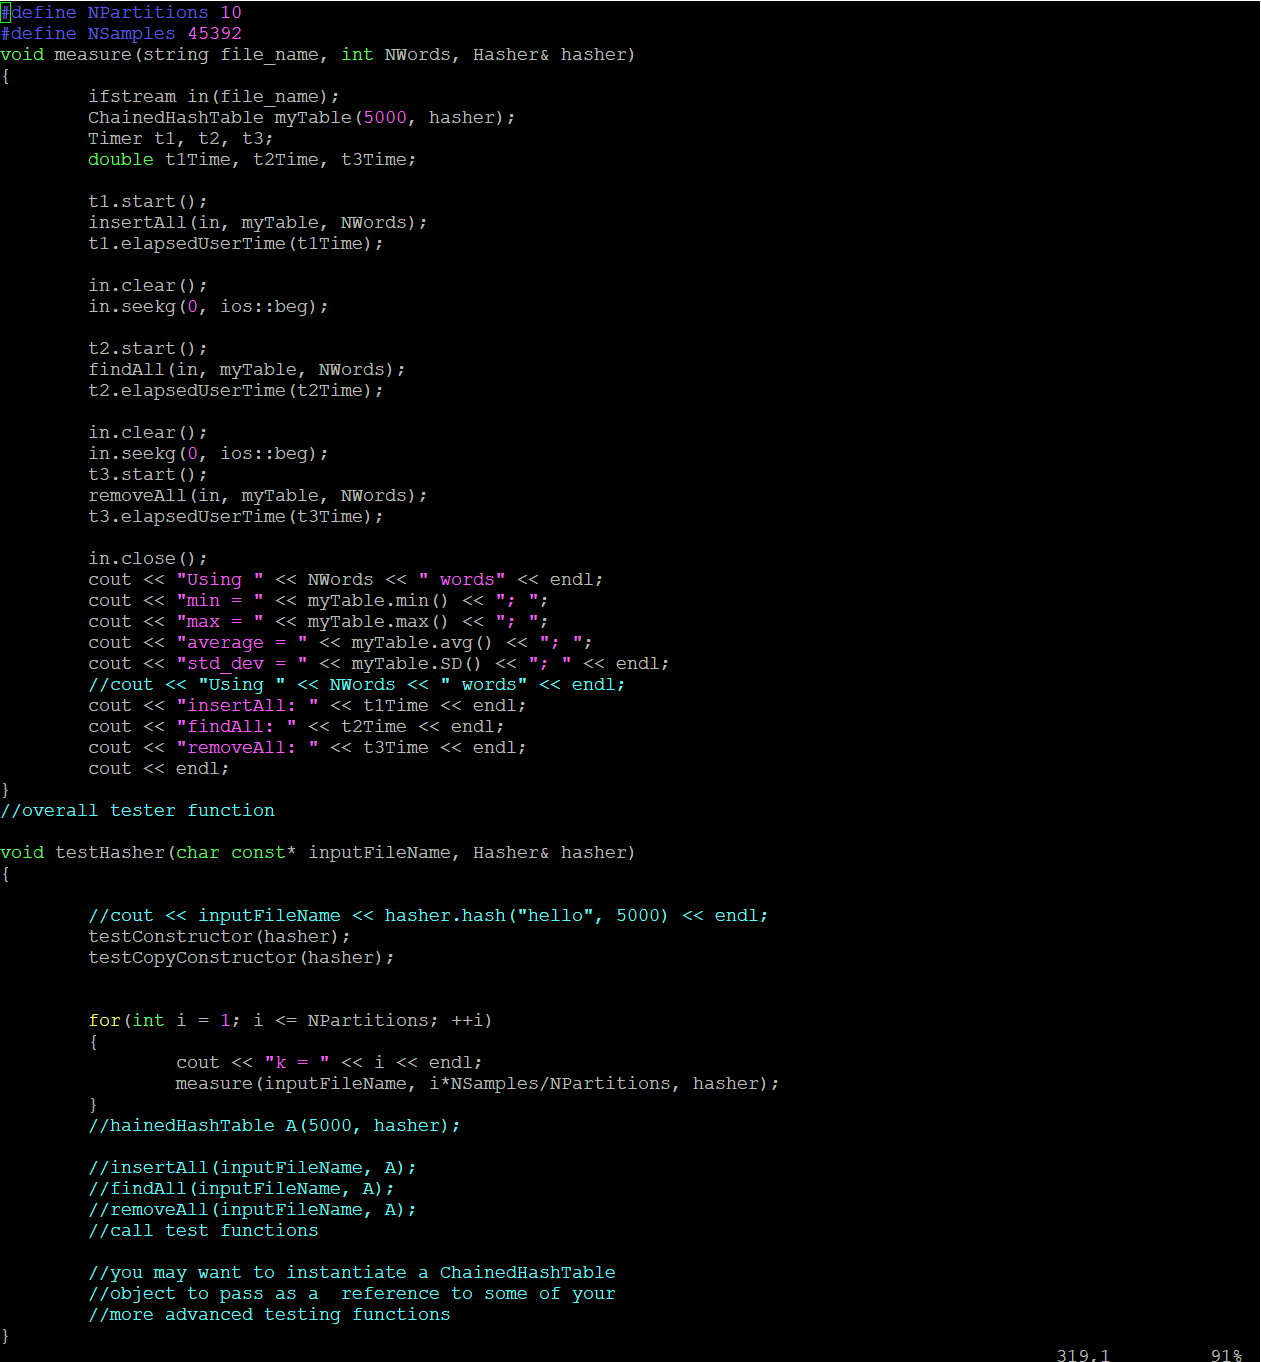 #define NPartitions 10
#define NSamples 45392
void measure(string file_name, int NWords, Hasher& hasher)
{
        ifstream in(file_name);
        ChainedHashTable myTable(5000, hasher);
        Timer t1, t2, t3;
        double t1Time, t2Time, t3Time;

        t1.start();
        insertAll(in, myTable, NWords);
        t1.elapsedUserTime(t1Time);

        in.clear();
        in.seekg(0, ios::beg);

        t2.start();
        findAll(in, myTable, NWords);
        t2.elapsedUserTime(t2Time);

        in.clear();
        in.seekg(0, ios::beg);
        t3.start();
        removeAll(in, myTable, NWords);
        t3.elapsedUserTime(t3Time);

        in.close();
        cout << "Using " << NWords << " words" << endl;
        cout << "min = " << myTable.min() << "; ";
        cout << "max = " << myTable.max() << "; ";
        cout << "average = " << myTable.avg() << "; ";
        cout << "std_dev = " << myTable.SD() << "; " << endl;
        //cout << "Using " << NWords << " words" << endl;
        cout << "insertAll: " << t1Time << endl;
        cout << "findAll: " << t2Time << endl;
        cout << "removeAll: " << t3Time << endl;
        cout << endl;
}
//overall tester function

void testHasher(char const* inputFileName, Hasher& hasher)
{

        //cout << inputFileName << hasher.hash("hello", 5000) << endl;
        testConstructor(hasher);
        testCopyConstructor(hasher);


        for(int i = 1; i <= NPartitions; ++i)
        {
                cout << "k = " << i << endl;
                measure(inputFileName, i*NSamples/NPartitions, hasher);
        }
        //hainedHashTable A(5000, hasher);

        //insertAll(inputFileName, A);
        //findAll(inputFileName, A);
        //removeAll(inputFileName, A);
        //call test functions

        //you may want to instantiate a ChainedHashTable
        //object to pass as a  reference to some of your
        //more advanced testing functions
}
319,1 91%